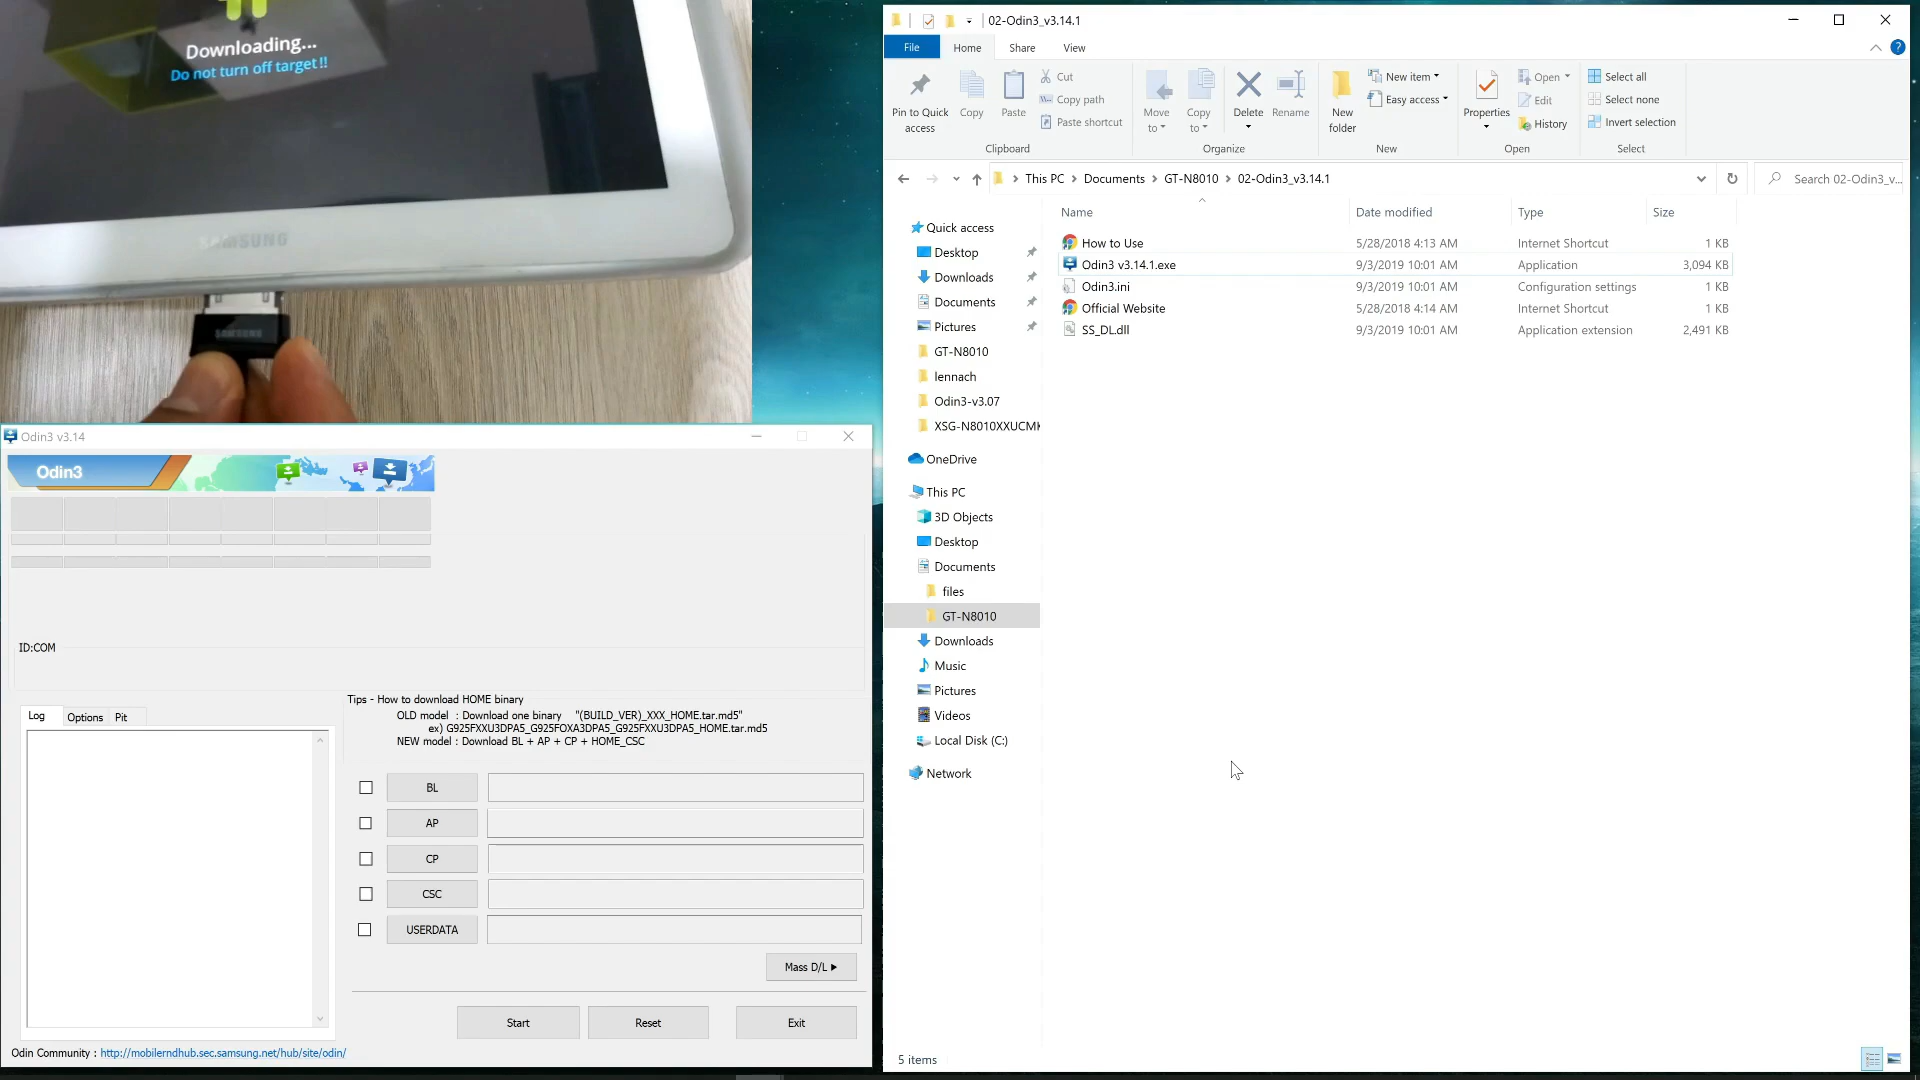 Downloading...
Do not turn off target!!
SAMSUNG
SAMSUNG
Odin3 v3.14
Odin3
ID:COM
Log
Options
Pit
Tips - How to download HOME binary
OLD model : Download one binary "(BUILD_VER)_XXX_HOME.tar.md5"
ex) G925FXXU3DPA5_G925FOXA3DPA5_G925FXXU3DPA5_HOME.tar.md5
NEW model : Download BL + AP + CP + HOME_CSC
BL
AP
CP
CSC
USERDATA
Mass D/L
Start
Reset
Exit
Odin Community : http://mobilerndhub.sec.samsung.net/hub/site/odin/
02-Odin3_v3.14.1
File
Home
Share
View
Pin to Quick
access
Copy
Paste
Cut
Copy path
Paste shortcut
Clipboard
Move
to
Copy
to
Delete
Rename
Organize
New
folder
New item
Easy access
New
Properties
Open
Edit
History
Open
Select all
Select none
Invert selection
Select
This PC
Documents
GT-N8010
02-Odin3_v3.14.1
Search 02-Odin3_v...
Quick access
Desktop
Downloads
Documents
Pictures
GT-N8010
lennach
Odin3-v3.07
XSG-N8010XXUCMK
OneDrive
This PC
3D Objects
Desktop
Documents
files
GT-N8010
Downloads
Music
Pictures
Videos
Local Disk (C:)
Network
Name Date modified Type Size
How to Use 5/28/2018 4:13 AM Internet Shortcut 1 KB
Odin3 v3.14.1.exe 9/3/2019 10:01 AM Application 3,094 KB
Odin3.ini 9/3/2019 10:01 AM Configuration settings 1 KB
Official Website 5/28/2018 4:14 AM Internet Shortcut 1 KB
SS_DL.dll 9/3/2019 10:01 AM Application extension 2,491 KB
5 items